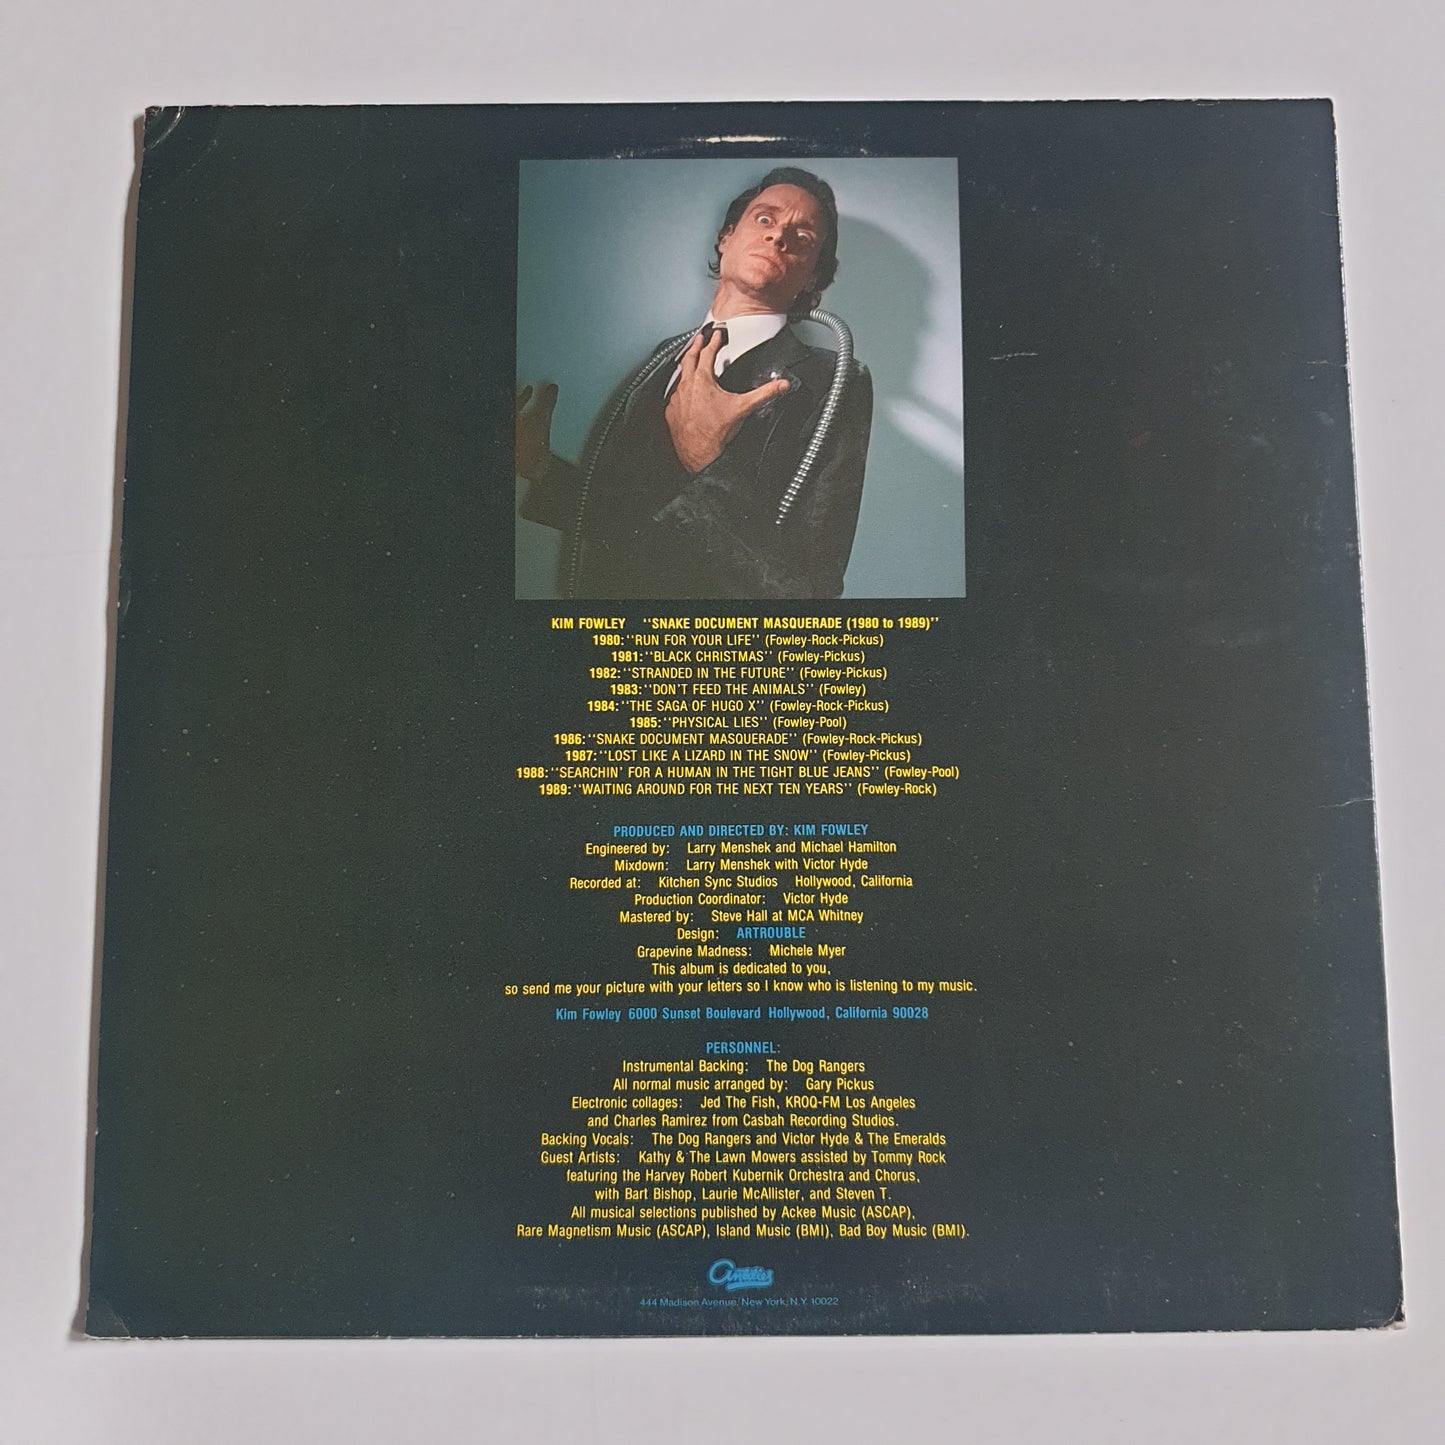 KIM FOWLEY ‘‘SNAKE DOCUMENT MASQUERADE (1980 to 1989)’’
1980:‘‘RUN FOR YOUR LIFE’’ (Fowley-Rock-Pickus)
1981:‘‘BLACK CHRISTMAS’’ (Fowley-Pickus)
1982:‘‘STRANDED IN THE FUTURE’’ (Fowley-Pickus)
1983:‘‘DON’T FEED THE ANIMALS’’ (Fowley)
1984:‘‘THE SAGA OF HUGO X’’ (Fowley-Rock-Pickus)
1985:‘‘PHYSICAL LIES’’ (Fowley-Pool)
1986:‘‘SNAKE DOCUMENT MASQUERADE’’ (Fowley-Rock-Pickus)
1987:‘‘LOST LIKE A LIZARD IN THE SNOW’’ (Fowley-Pickus)
1988:‘‘SEARCHIN’ FOR A HUMAN IN THE TIGHT BLUE JEANS’’ (Fowley-Pool)
1989:‘‘WAITING AROUND FOR THE NEXT TEN YEARS’’ (Fowley-Rock)
PRODUCED AND DIRECTED BY: KIM FOWLEY
Engineered by: Larry Menshek and Michael Hamilton
Mixdown: Larry Menshek with Victor Hyde
Recorded at: Kitchen Sync Studios Hollywood, California
Production Coordinator: Victor Hyde
Mastered by: Steve Hall at MCA Whitney
Design: ARTROUBLE
Grapevine Madness: Michele Myer
This album is dedicated to you,
so send me your picture with your letters so I know who is listening to my music.
Kim Fowley 6000 Sunset Boulevard Hollywood, California 90028
PERSONNEL:
Instrumental Backing: The Dog Rangers
All normal music arranged by: Gary Pickus
Electronic collages: Jed The Fish, KROQ-FM Los Angeles
and Charles Ramirez from Casbah Recording Studios.
Backing Vocals: The Dog Rangers and Victor Hyde & The Emeralds
Guest Artists: Kathy & The Lawn Mowers assisted by Tommy Rock
featuring the Harvey Robert Kubernik Orchestra and Chorus,
with Bart Bishop, Laurie McAllister, and Steven T.
All musical selections published by Ackee Music (ASCAP),
Rare Magnetism Music (ASCAP), Island Music (BMI), Bad Boy Music (BMI).
Antilles
444 Madison Avenue, New York, N.Y. 10022